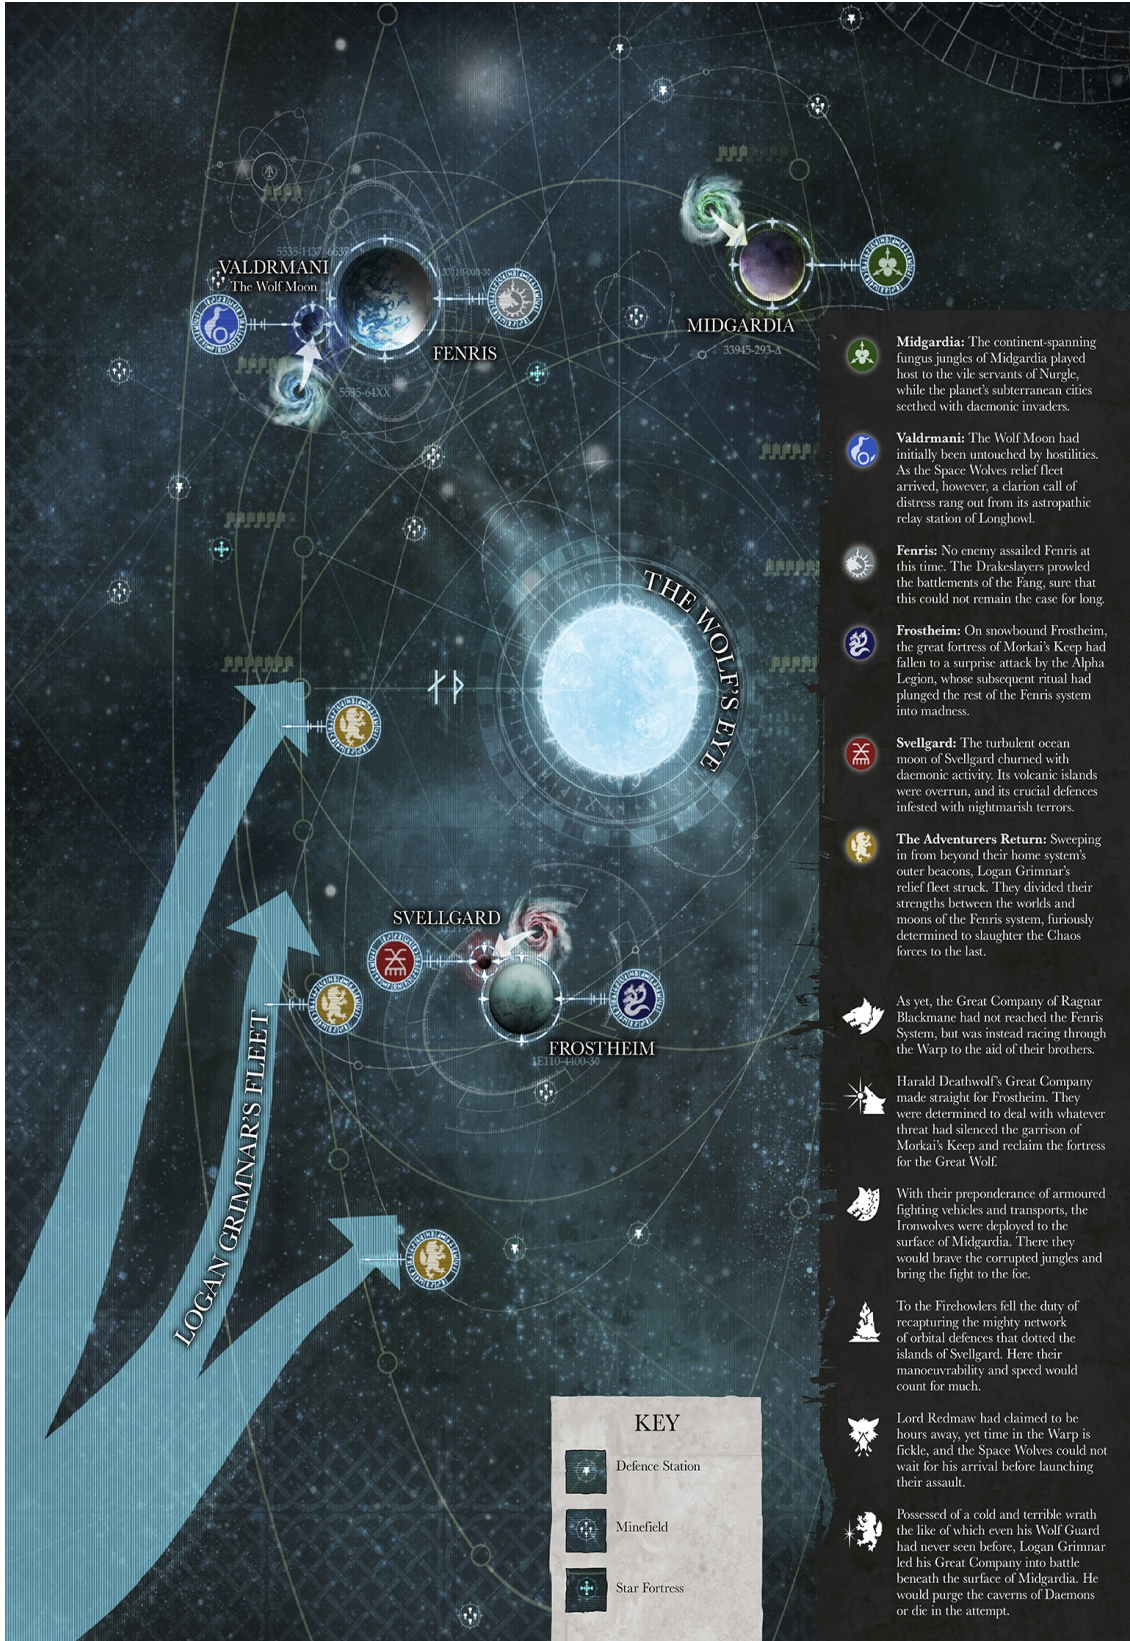 VALDRMANI
The Wolf Moon
FENRIS
5535-64XX
MIDGARDIA
33945-293-Δ
THE WOLF'S EYE
SVELLGARD
FROSTHEIM
1E110-4400-30
LOGAN GRIMNAR'S FLEET
KEY
Defence Station
Minefield
Star Fortress
Midgardia: The continent-spanning
fungus jungles of Midgardia played
host to the vile servants of Nurgle,
while the planet's subterranean cities
seethed with daemonic invaders.
Valdrmani: The Wolf Moon had
initially been untouched by hostilities.
As the Space Wolves relief fleet
arrived, however, a clarion call of
distress rang out from its astropathic
relay station of Longhowl.
Fenris: No enemy assailed Fenris at
this time. The Drakeslayers prowled
the battlements of the Fang, sure that
this could not remain the case for long.
Frostheim: On snowbound Frostheim,
the great fortress of Morkai's Keep had
fallen to a surprise attack by the Alpha
Legion, whose subsequent ritual had
plunged the rest of the Fenris system
into madness.
Svellgard: The turbulent ocean
moon of Svellgard churned with
daemonic activity. Its volcanic islands
were overrun, and its crucial defences
infested with nightmarish terrors.
The Adventurers Return: Sweeping
in from beyond their home system's
outer beacons, Logan Grimnar's
relief fleet struck. They divided their
strengths between the worlds and
moons of the Fenris system, furiously
determined to slaughter the Chaos
forces to the last.
As yet, the Great Company of Ragnar
Blackmane had not reached the Fenris
System, but was instead racing through
the Warp to the aid of their brothers.
Harald Deathwolf's Great Company
made straight for Frostheim. They
were determined to deal with whatever
threat had silenced the garrison of
Morkai's Keep and reclaim the fortress
for the Great Wolf.
With their preponderance of armoured
fighting vehicles and transports, the
Ironwolves were deployed to the
surface of Midgardia. There they
would brave the corrupted jungles and
bring the fight to the foe.
To the Firehowlers fell the duty of
recapturing the mighty network
of orbital defences that dotted the
islands of Svellgard. Here their
manoeuvrability and speed would
count for much.
Lord Redmaw had claimed to be
hours away, yet time in the Warp is
fickle, and the Space Wolves could not
wait for his arrival before launching
their assault.
Possessed of a cold and terrible wrath
the like of which even his Wolf Guard
had never seen before, Logan Grimnar
led his Great Company into battle
beneath the surface of Midgardia. He
would purge the caverns of Daemons
or die in the attempt.